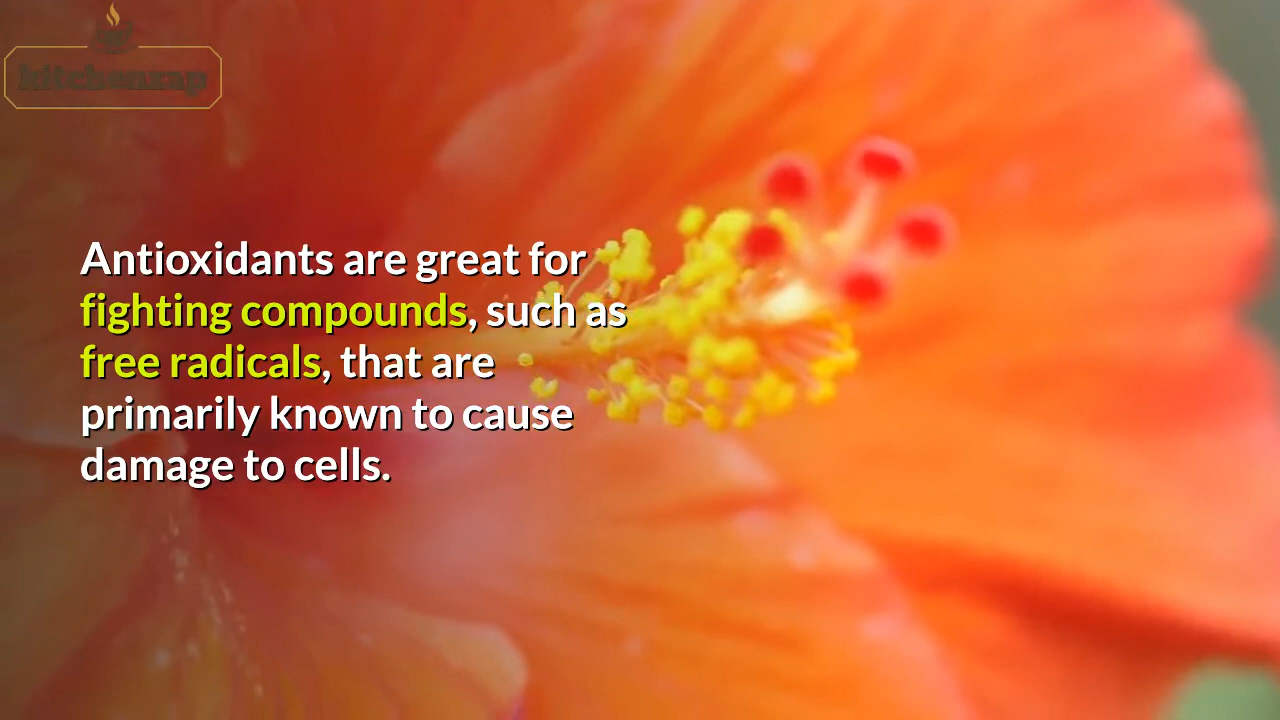 kitchenzap
Antioxidants are great for
fighting compounds, such as
free radicals, that are
primarily known to cause
damage to cells.